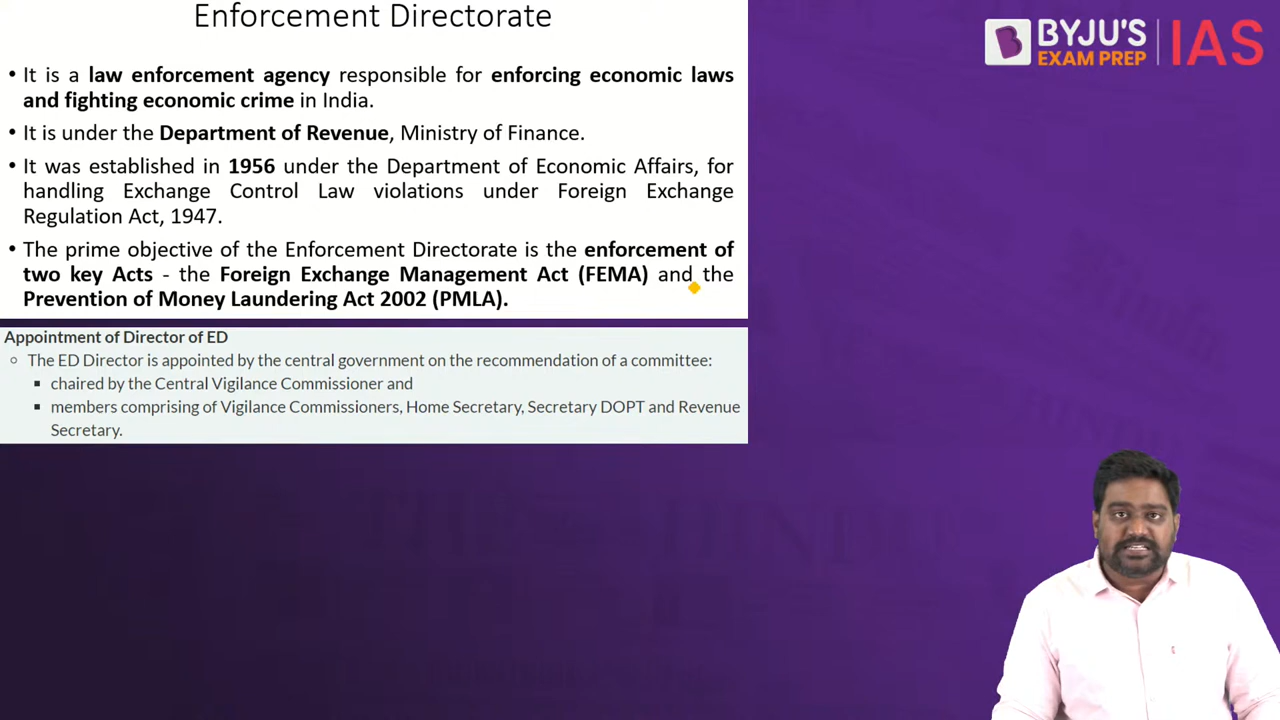 Enforcement Directorate
BYJU'S
EXAM PREP
IAS
• It is a law enforcement agency responsible for enforcing economic laws
and fighting economic crime in India.
• It is under the Department of Revenue, Ministry of Finance.
• It was established in 1956 under the Department of Economic Affairs, for
handling Exchange Control Law violations under Foreign Exchange
Regulation Act, 1947.
• The prime objective of the Enforcement Directorate is the enforcement of
two key Acts - the Foreign Exchange Management Act (FEMA) and the
Prevention of Money Laundering Act 2002 (PMLA).
Appointment of Director of ED
○ The ED Director is appointed by the central government on the recommendation of a committee:
▪ chaired by the Central Vigilance Commissioner and
▪ members comprising of Vigilance Commissioners, Home Secretary, Secretary DOPT and Revenue
Secretary.